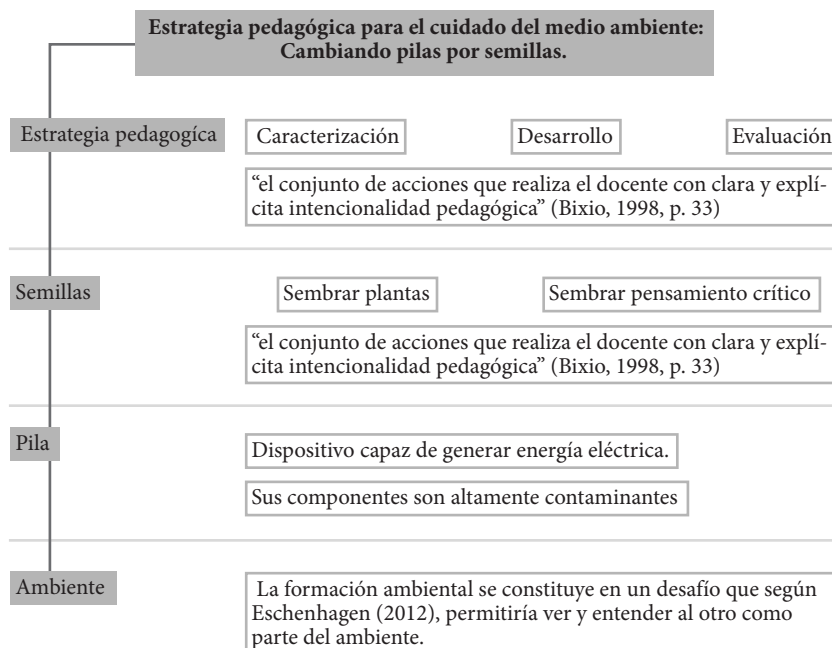 Estrategia pedagógica para el cuidado del medio ambiente:
Cambiando pilas por semillas.
Estrategia pedagogíca
Caracterización
Desarrollo
Evaluación
“el conjunto de acciones que realiza el docente con clara y explí-
cita intencionalidad pedagógica” (Bixio, 1998, p. 33)
Semillas
Sembrar plantas
Sembrar pensamiento crítico
“el conjunto de acciones que realiza el docente con clara y explí-
cita intencionalidad pedagógica” (Bixio, 1998, p. 33)
Pila
Dispositivo capaz de generar energía eléctrica.
Sus componentes son altamente contaminantes
Ambiente
La formación ambiental se constituye en un desafío que según
Eschenhagen (2012), permitiría ver y entender al otro como
parte del ambiente.